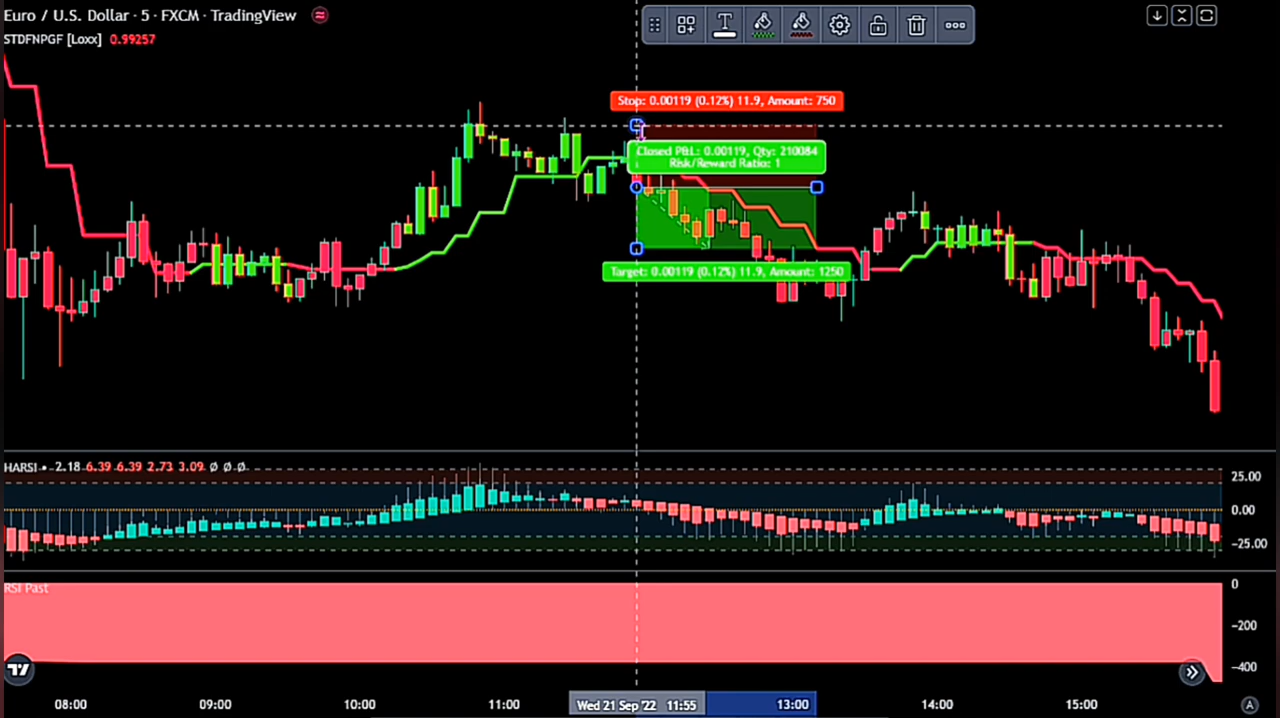 Euro / U.S. Dollar · 5 · FXCM · TradingView
STDFNPGF [Loxx] 0.99257
T
Stop: 0.00119 (0.12%) 11.9, Amount: 750
Closed P&L: 0.00119, Qty: 210084
Risk/Reward Ratio: 1
Target: 0.00119 (0.12%) 11.9, Amount: 1250
HARSI • 2.18 6.39 6.39 2.73 3.09 Ø Ø Ø
25.00
0.00
−25.00
RSI Past
0
−200
−400
08:00 09:00 10:00 11:00 Wed 21 Sep '22 11:55 13:00 14:00 15:00 A